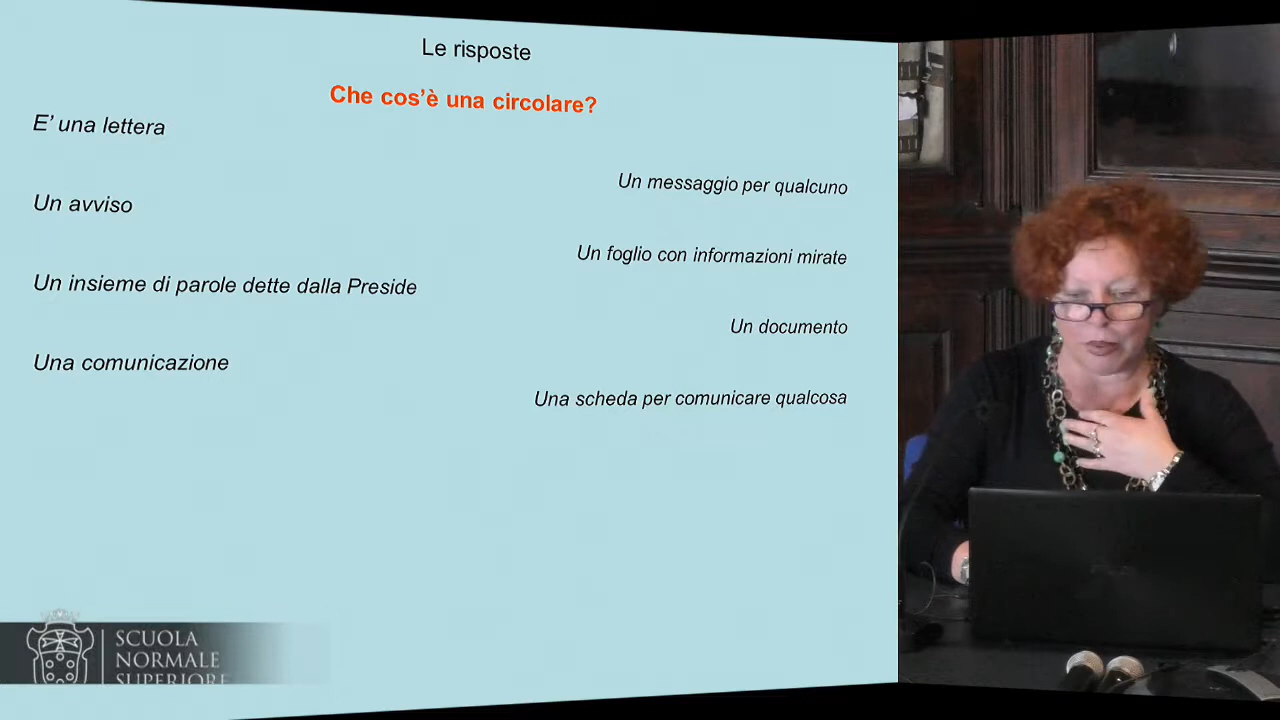 Le risposte
Che cos’è una circolare?
E’ una lettera
Un messaggio per qualcuno
Un avviso
Un foglio con informazioni mirate
Un insieme di parole dette dalla Preside
Un documento
Una comunicazione
Una scheda per comunicare qualcosa
SCUOLA
NORMALE
SUPERIORE